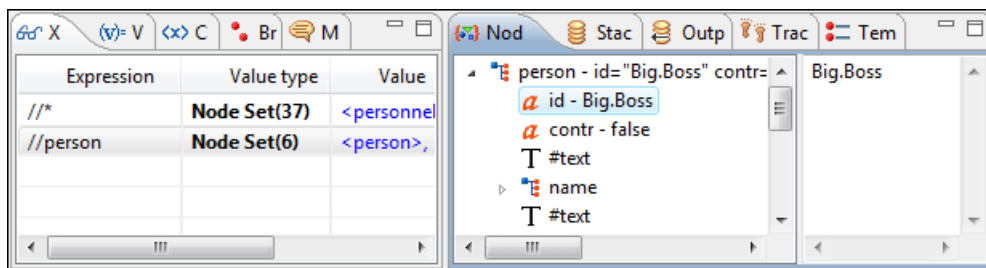 X (v)= V <x> C Br M
Expression Value type Value
//* Node Set(37) <personnel
//person Node Set(6) <person>,
Nod Stac Outp Trac Tem
person - id="Big.Boss" contr=
a id - Big.Boss
a contr - false
T #text
name
T #text
Big.Boss